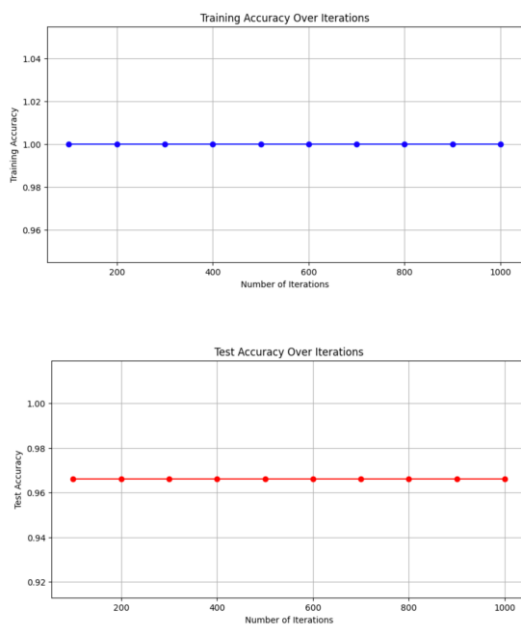 Training Accuracy Over Iterations
1.04
1.02
1.00
0.98
0.96
Training Accuracy
200 400 600 800 1000
Number of Iterations
Test Accuracy Over Iterations
1.00
0.98
0.96
0.94
0.92
Test Accuracy
200 400 600 800 1000
Number of Iterations